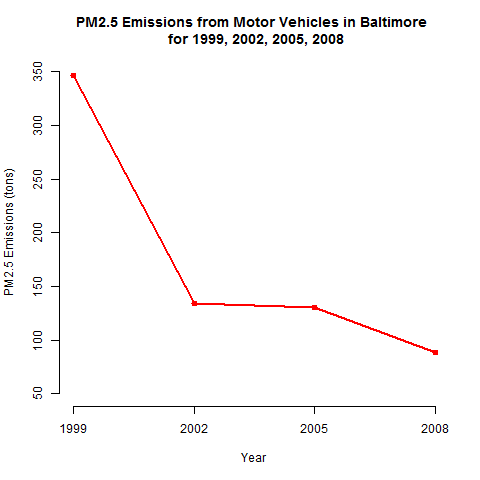 PM2.5 Emissions from Motor Vehicles in Baltimore
for 1999, 2002, 2005, 2008
PM2.5 Emissions (tons)
350
300
250
200
150
100
50
1999 2002 2005 2008
Year